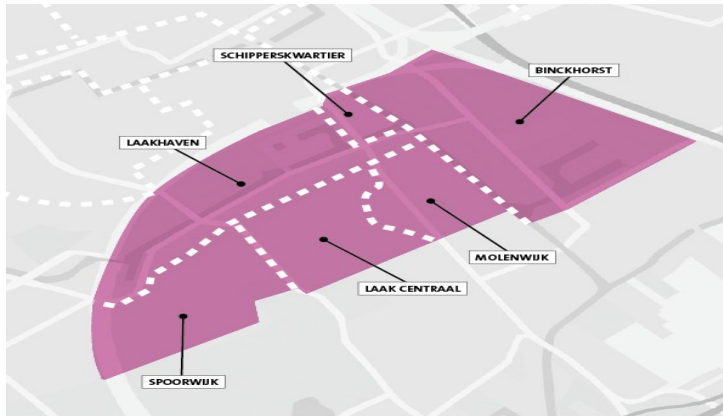 SCHIPPERSKWARTIER
BINCKHORST
LAAKHAVEN
MOLENWIJK
LAAK CENTRAAL
SPOORWIJK